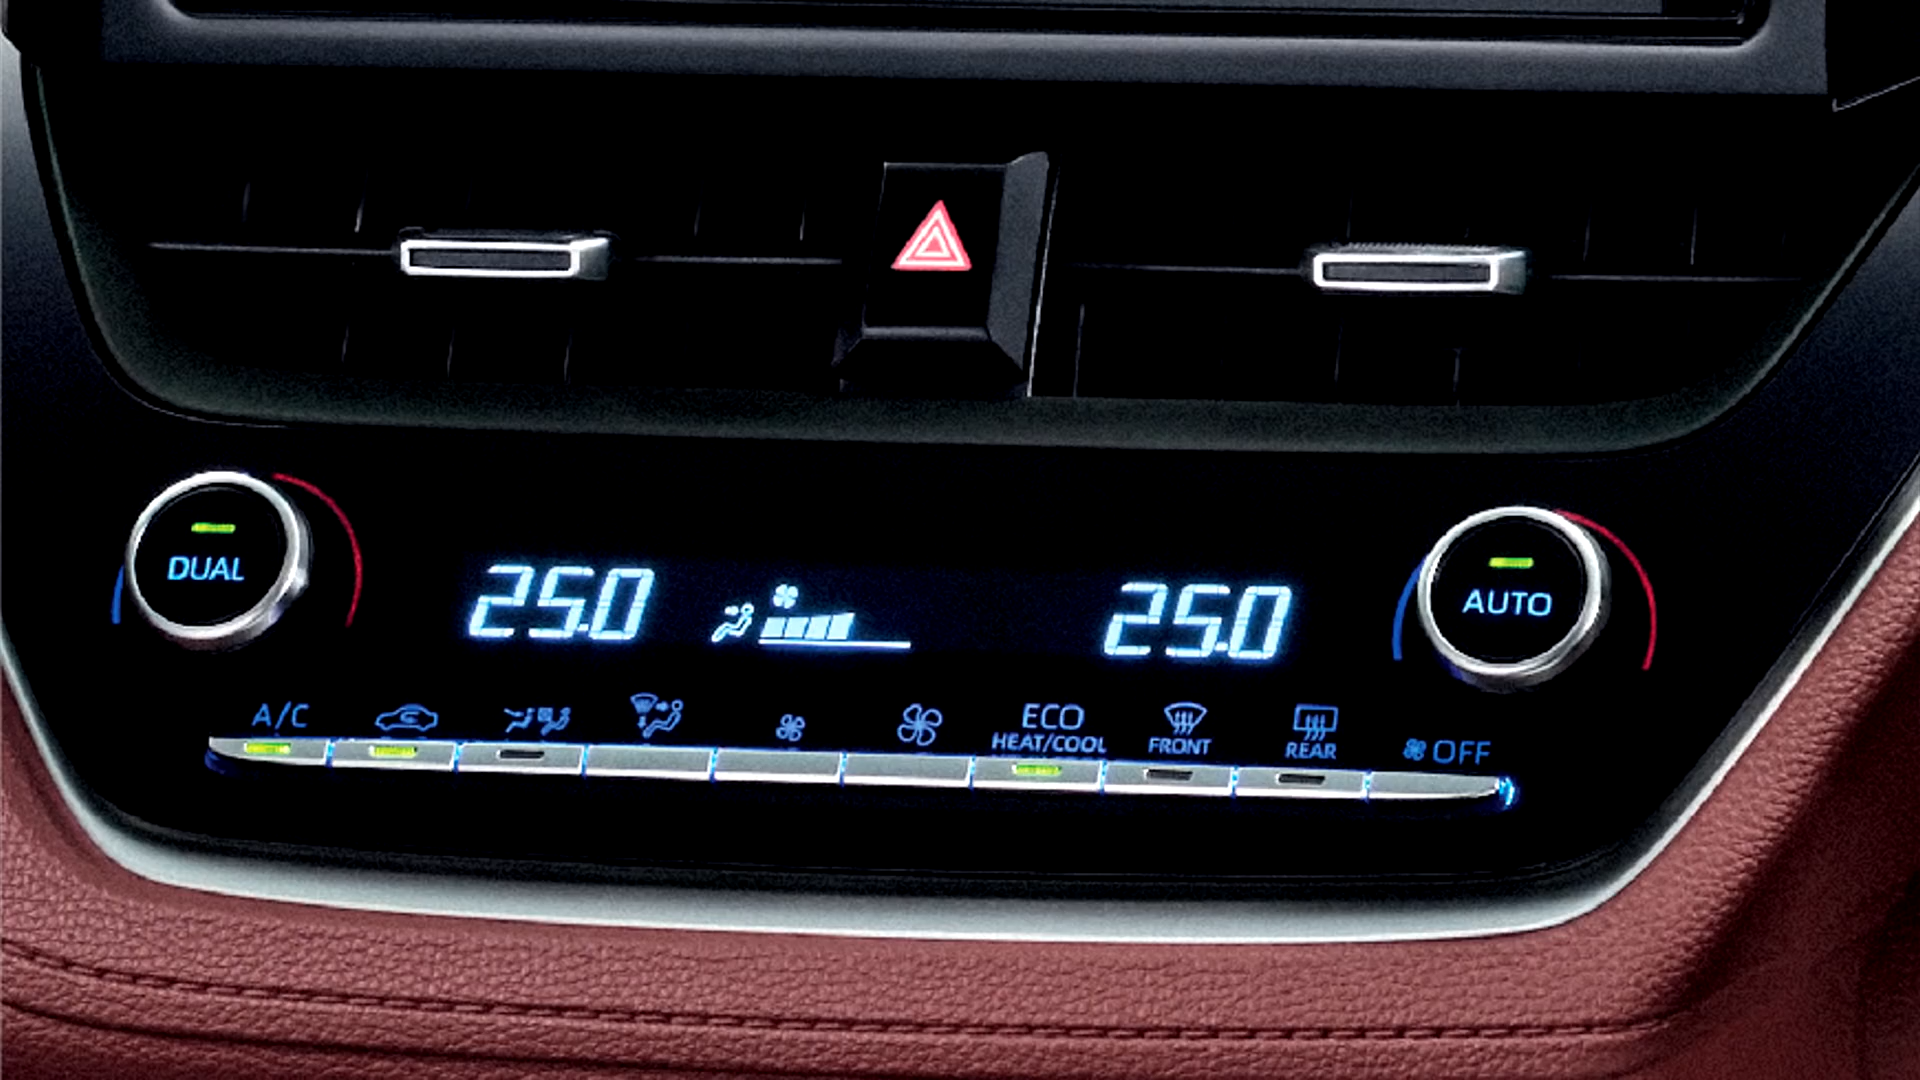 DUAL
AUTO
25.0
25.0
A/C
ECO
HEAT/COOL
FRONT
REAR
OFF